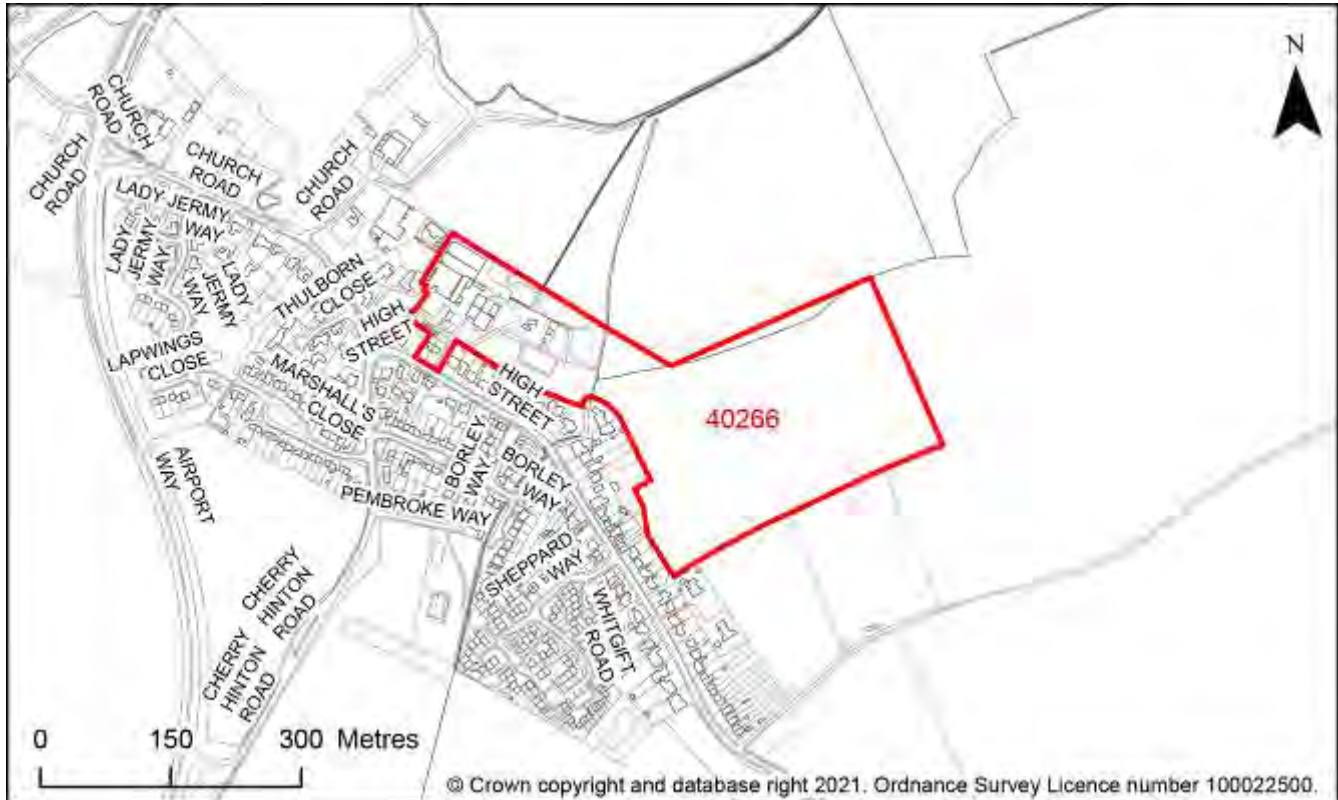 N
CHURCH
ROAD
CHURCH
ROAD
CHURCH
ROAD
CHURCH
ROAD
LADY JERMY
WAY
LADY
JERMY
WAY
LADY
JERMY
WAY
THULBORN
CLOSE
HIGH
STREET
LAPWINGS
CLOSE
MARSHALL'S
CLOSE
HIGH
STREET
40266
BORLEY
WAY
BORLEY
WAY
AIRPORT
WAY
PEMBROKE WAY
SHEPPARD
WAY
WHITGIFT
ROAD
CHERRY
HINTON
ROAD
CHERRY
HINTON
ROAD
0 150 300 Metres
© Crown copyright and database right 2021. Ordnance Survey Licence number 100022500.